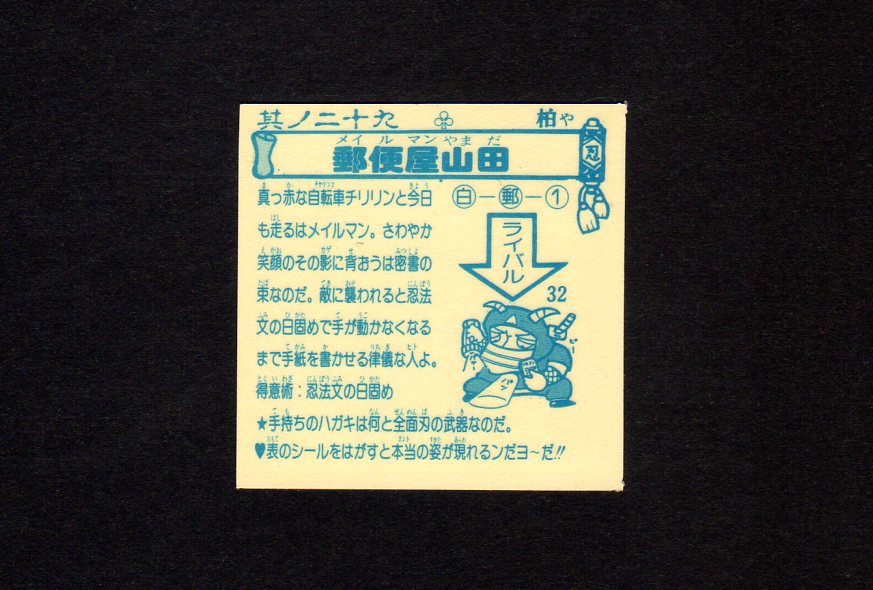 其ノ二十九 柏や
メイルマンやまだ
郵便屋山田
白－郵－1
真っ赤な自転車チリリンと今日
も走るはメイルマン。さわやか
笑顔のその影に背おうは密書の
束なのだ。敵に襲われると忍法
文の日固めで手が動かなくなる
まで手紙を書かせる律儀な人よ。
得意術：忍法文の日固め
★手持ちのハガキは何と全面刃の武器なのだ。
♥表のシールをはがすと本当の姿が現れるンだヨ～だ!!
忍
ライバル
32